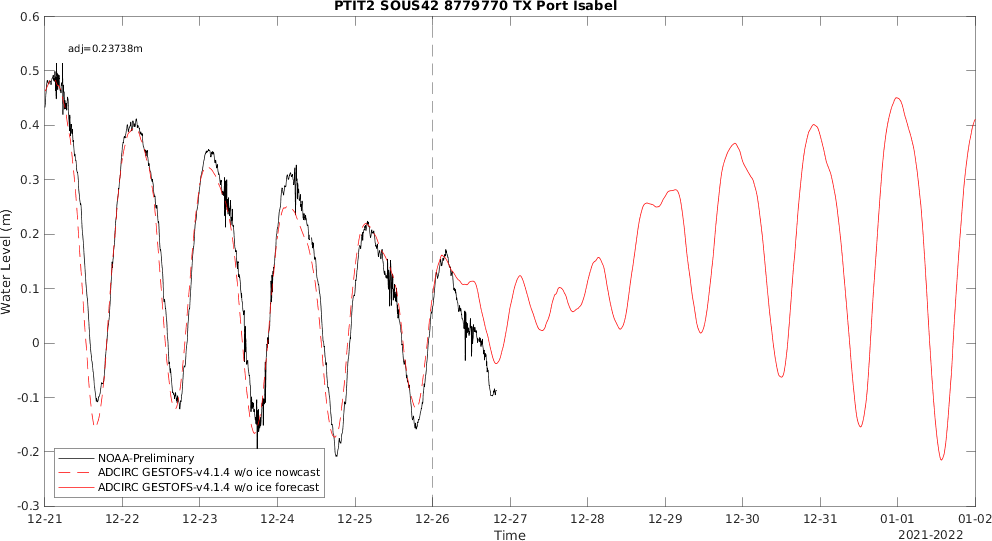 PTIT2 SOUS42 8779770 TX Port Isabel
adj=0.23738m
Water Level (m)
0.6
0.5
0.4
0.3
0.2
0.1
0
-0.1
-0.2
-0.3
NOAA-Preliminary
ADCIRC GESTOFS-v4.1.4 w/o ice nowcast
ADCIRC GESTOFS-v4.1.4 w/o ice forecast
12-21 12-22 12-23 12-24 12-25 12-26 12-27 12-28 12-29 12-30 12-31 01-01 01-02
Time
2021-2022